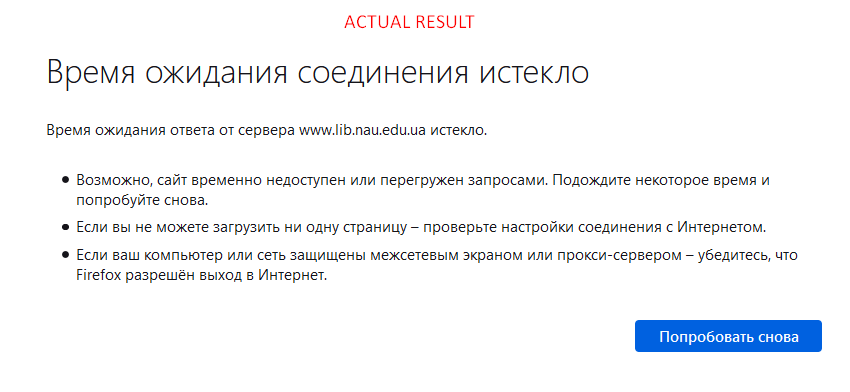 ACTUAL RESULT
Время ожидания соединения истекло
Время ожидания ответа от сервера www.lib.nau.edu.ua истекло.
• Возможно, сайт временно недоступен или перегружен запросами. Подождите некоторое время и
попробуйте снова.
• Если вы не можете загрузить ни одну страницу – проверьте настройки соединения с Интернетом.
• Если ваш компьютер или сеть защищены межсетевым экраном или прокси-сервером – убедитесь, что
Firefox разрешён выход в Интернет.
Попробовать снова